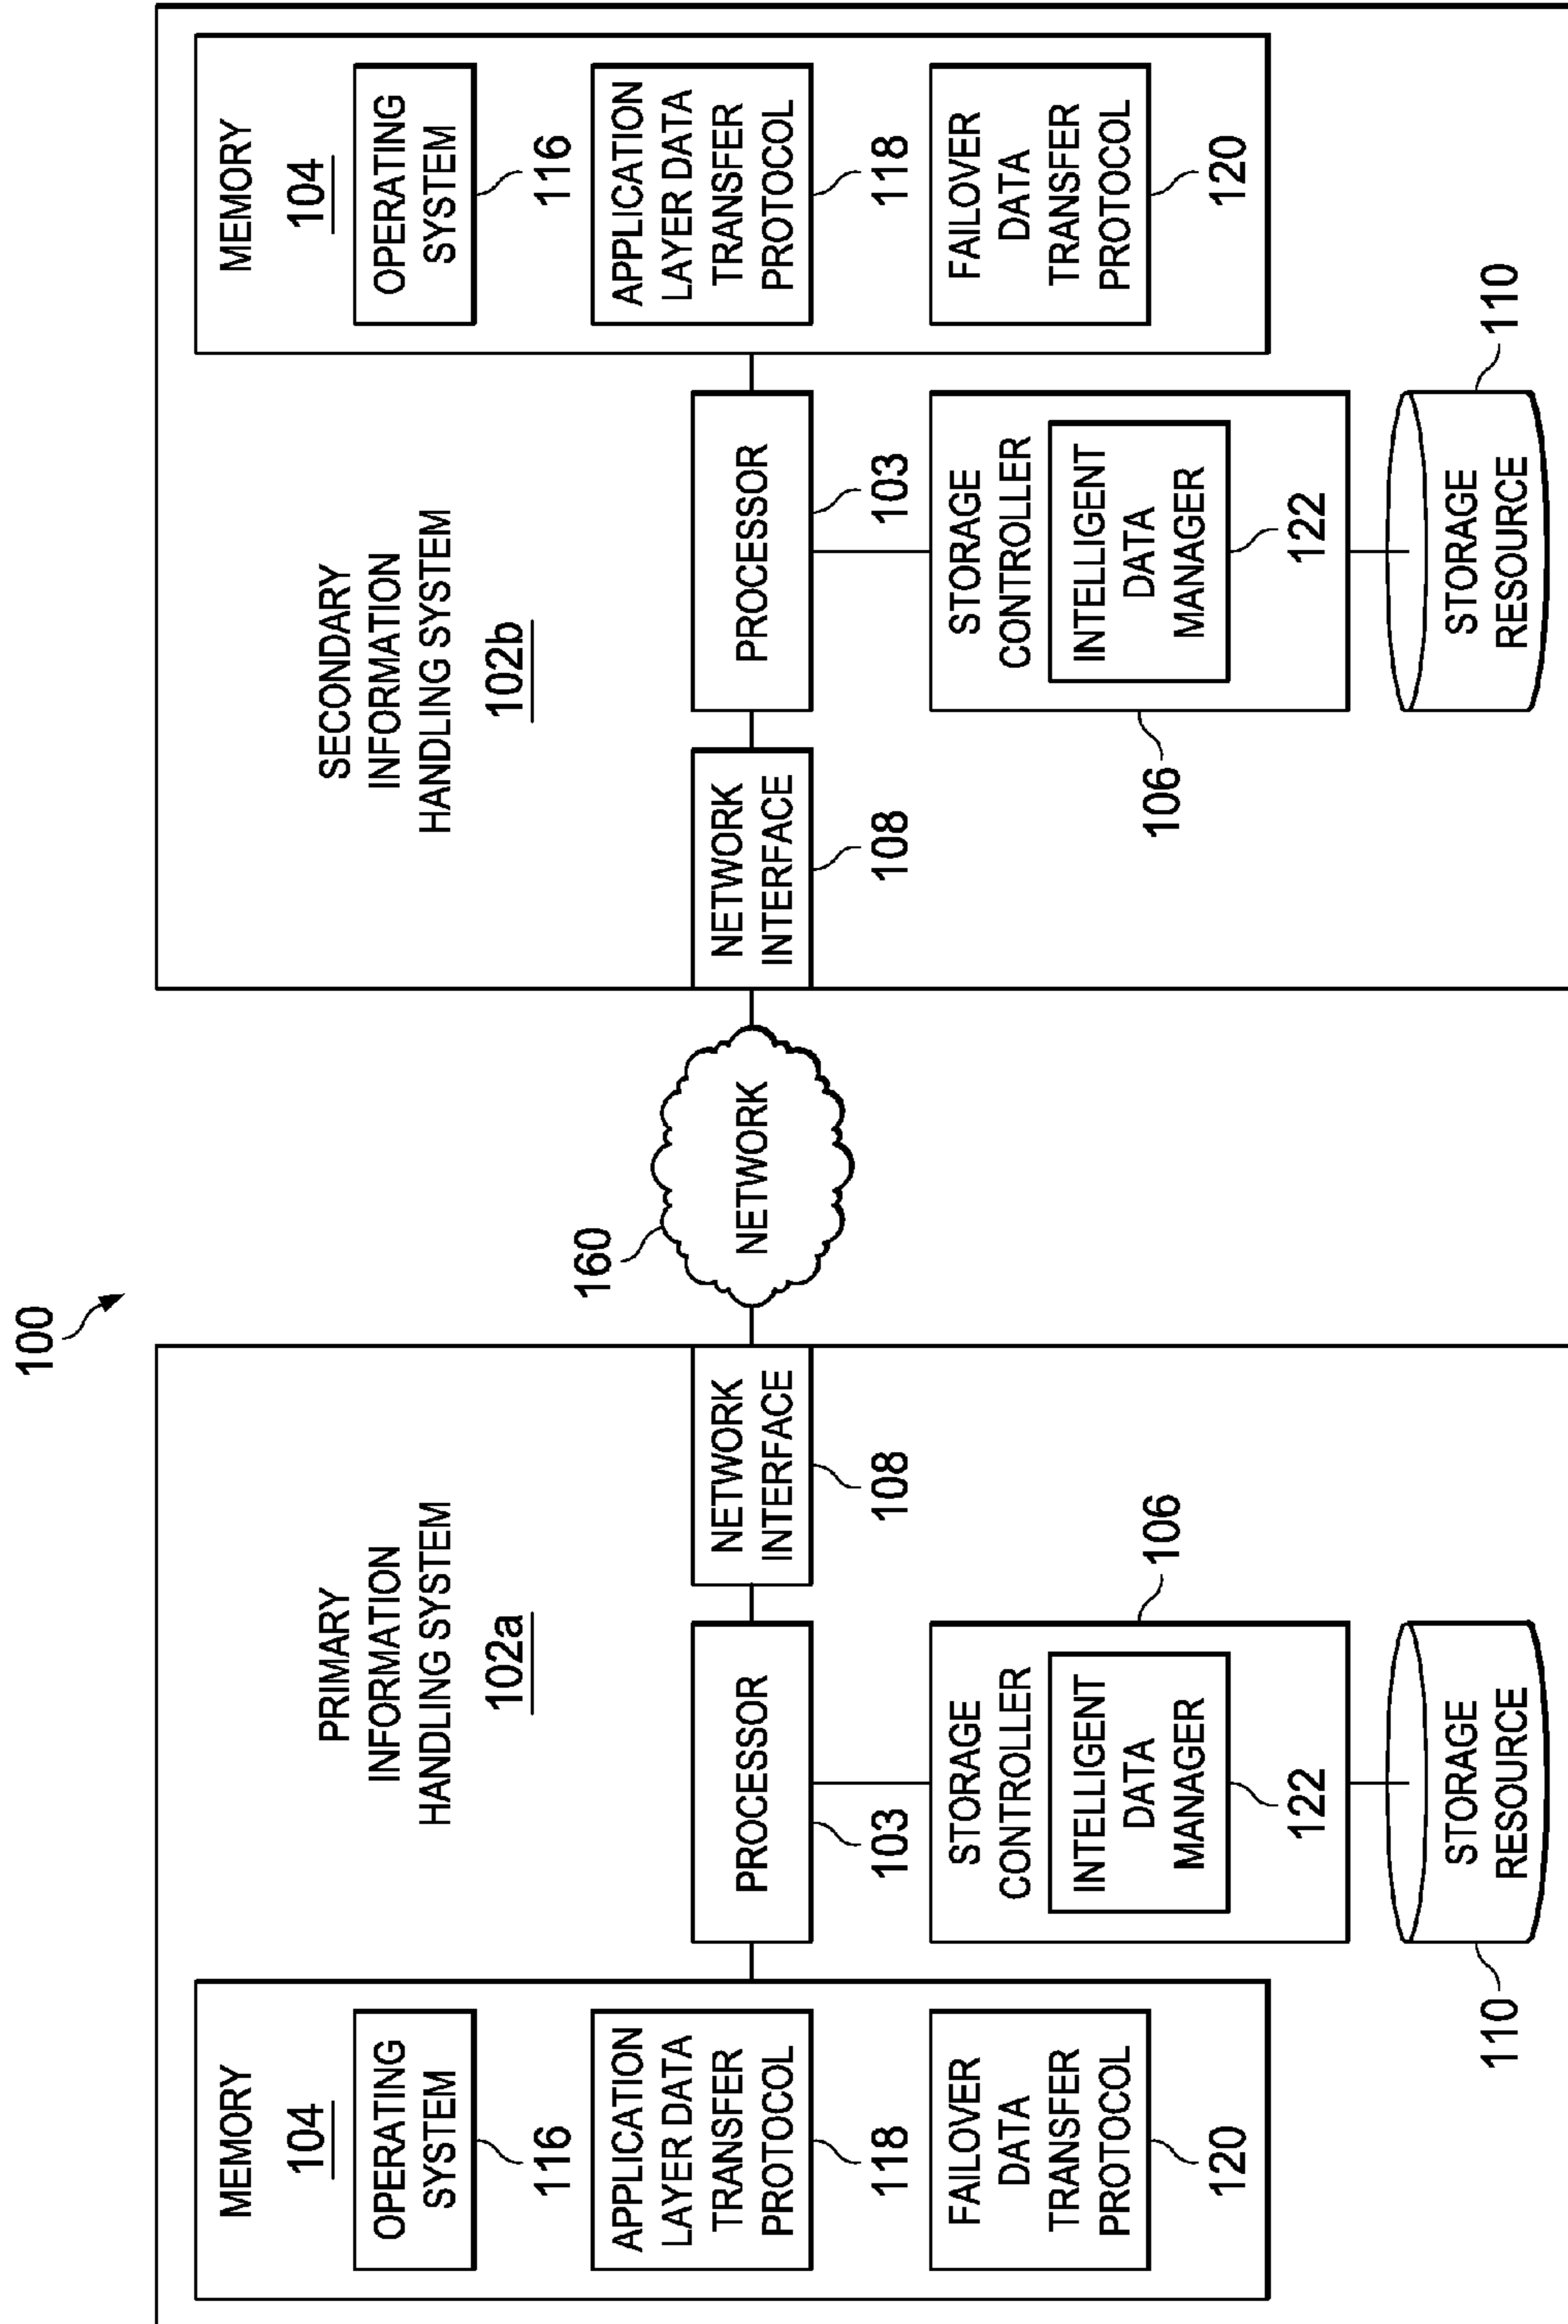 100
PRIMARY
INFORMATION
HANDLING SYSTEM
102a
MEMORY
104
OPERATING
SYSTEM
116
APPLICATION
LAYER DATA
TRANSFER
PROTOCOL
118
FAILOVER
DATA
TRANSFER
PROTOCOL
120
PROCESSOR
103
NETWORK
INTERFACE
108
STORAGE
CONTROLLER
106
INTELLIGENT
DATA
MANAGER
122
STORAGE
RESOURCE
110
160
NETWORK
SECONDARY
INFORMATION
HANDLING SYSTEM
102b
NETWORK
INTERFACE
108
PROCESSOR
103
STORAGE
CONTROLLER
106
INTELLIGENT
DATA
MANAGER
122
STORAGE
RESOURCE
110
MEMORY
104
OPERATING
SYSTEM
116
APPLICATION
LAYER DATA
TRANSFER
PROTOCOL
118
FAILOVER
DATA
TRANSFER
PROTOCOL
120